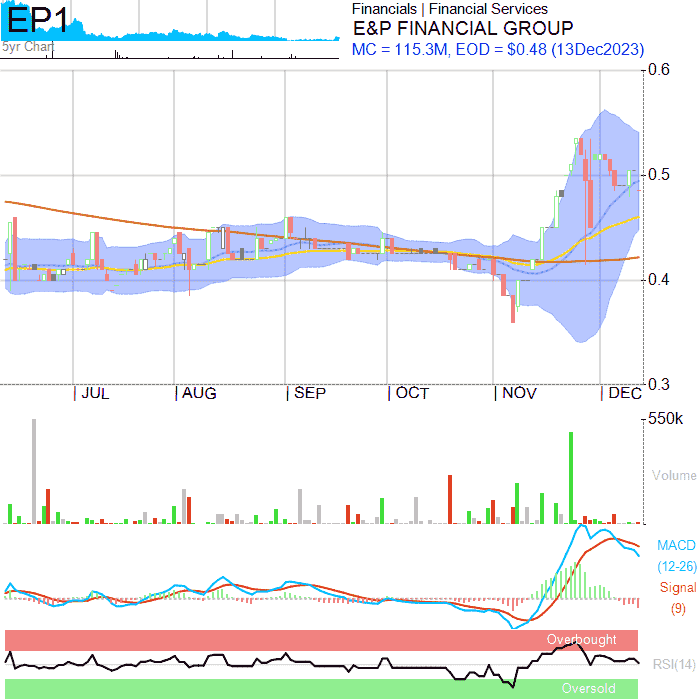 EP1
5yr Chart
Financials | Financial Services
E&P FINANCIAL GROUP
MC = 115.3M, EOD = $0.48 (13Dec2023)
0.6
0.5
0.4
0.3
JUL AUG SEP OCT NOV DEC
550k
Volume
MACD
(12-26)
Signal
(9)
Overbought
RSI(14)
Oversold